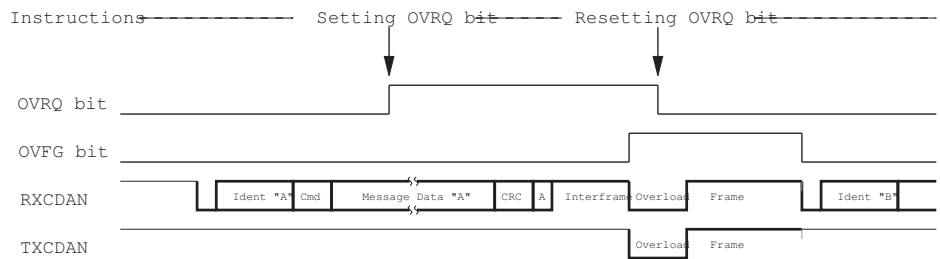 Instructions Setting OVRQ bit Resetting OVRQ bit
OVRQ bit
OVFG bit
RXCDAN Ident "A" Cmd Message Data "A" CRC A Interframe Overload Frame Ident "B"
TXCDAN Overload Frame